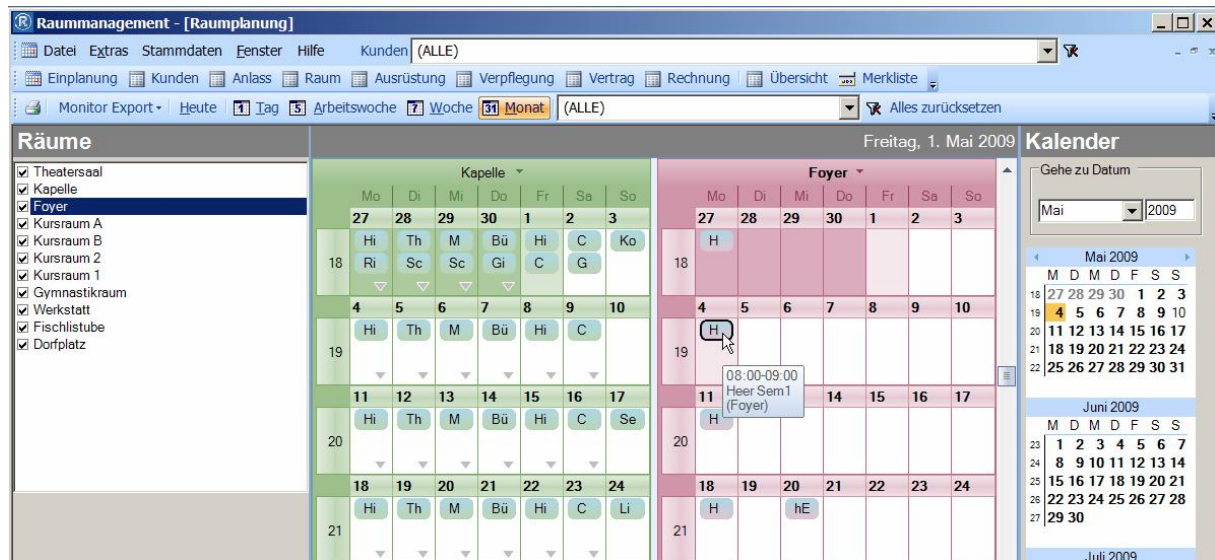 Raummanagement - [Raumplanung]
Datei Extras Stammdaten Fenster Hilfe Kunden (ALLE)
Einplanung Kunden Anlass Raum Ausrüstung Verpflegung Vertrag Rechnung Übersicht Merkliste
Monitor Export Heute 1 Tag 5 Arbeitswoche 7 Woche 31 Monat (ALLE) Alles zurücksetzen
Räume
Theatersaal
Kapelle
Foyer
Kursraum A
Kursraum B
Kursraum 2
Kursraum 1
Gymnastikraum
Werkstatt
Fischlistube
Dorfplatz
Freitag, 1. Mai 2009
Kapelle
Mo Di Mi Do Fr Sa So
27 28 29 30 1 2 3
Hi Th M Bü Hi C Ko
18 Ri Sc Sc Gi C G
4 5 6 7 8 9 10
Hi Th M Bü Hi C
19
11 12 13 14 15 16 17
Hi Th M Bü Hi C Se
20
18 19 20 21 22 23 24
Hi Th M Bü Hi C Li
21
Foyer
Mo Di Mi Do Fr Sa So
27 28 29 30 1 2 3
H
18
4 5 6 7 8 9 10
H
19
08:00-09:00
Heer Sem1
(Foyer)
11 14 15 16 17
H
20
18 19 20 21 22 23 24
H hE
21
Kalender
Gehe zu Datum
Mai 2009
Mai 2009
M D M D F S S
18 27 28 29 30 1 2 3
19 4 5 6 7 8 9 10
20 11 12 13 14 15 16 17
21 18 19 20 21 22 23 24
22 25 26 27 28 29 30 31
Juni 2009
M D M D F S S
23 1 2 3 4 5 6 7
24 8 9 10 11 12 13 14
25 15 16 17 18 19 20 21
26 22 23 24 25 26 27 28
27 29 30
Juli 2009